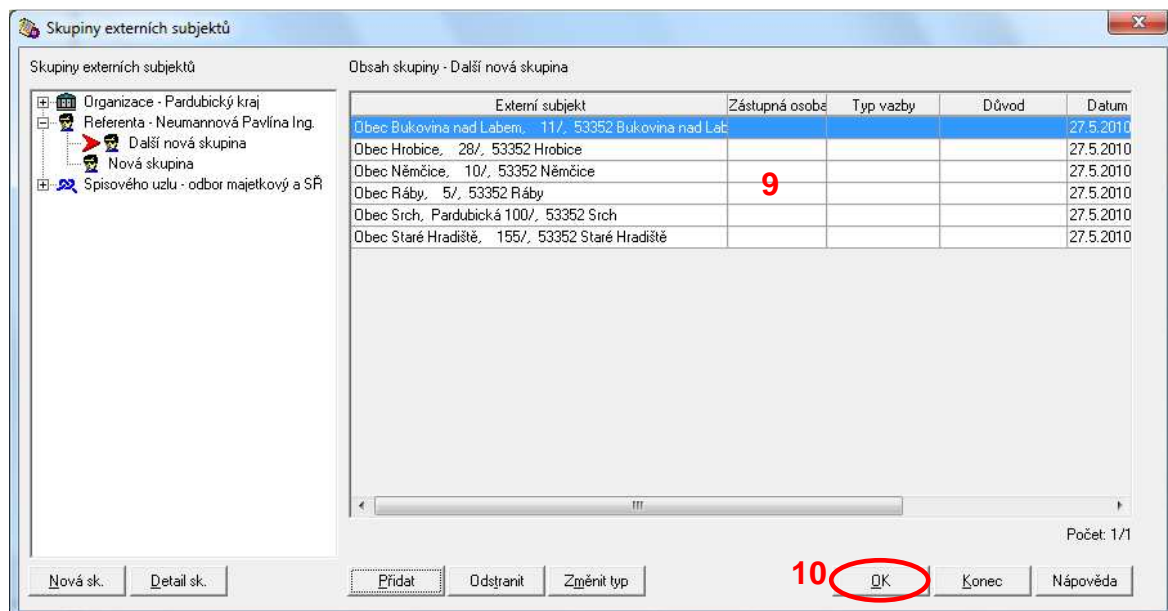 Skupiny externích subjektů
x
Skupiny externích subjektů
Obsah skupiny - Další nová skupina
Organizace - Pardubický kraj
Referenta - Neumannová Pavlína Ing.
Další nová skupina
Nová skupina
Spisového uzlu - odbor majetkový a SŘ
Externí subjekt Zástupná osoba Typ vazby Důvod Datum
Obec Bukovina nad Labem, 11/, 53352 Bukovina nad Lab 27.5.2010
Obec Hrobice, 28/, 53352 Hrobice 27.5.2010
Obec Němčice, 10/, 53352 Němčice 27.5.2010
Obec Ráby, 5/, 53352 Ráby 27.5.2010
Obec Srch, Pardubická 100/, 53352 Srch 27.5.2010
Obec Staré Hradiště, 155/, 53352 Staré Hradiště 27.5.2010
9
Počet: 1/1
Nová sk. Detail sk. Přidat Odstranit Změnit typ 10 OK Konec Nápověda